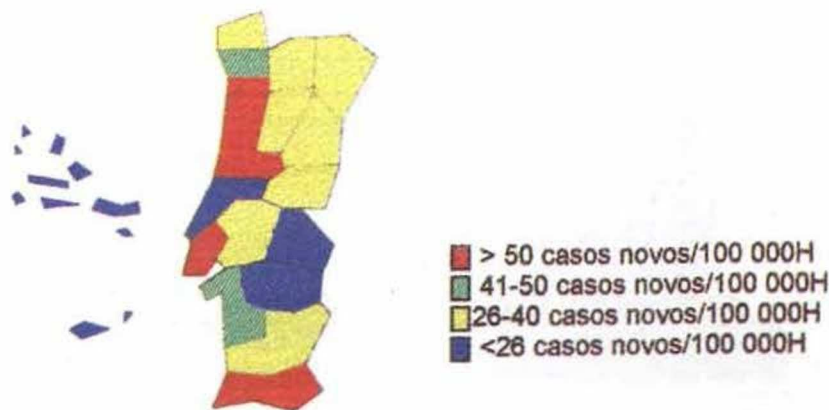 > 50 casos novos/100 000H
41-50 casos novos/100 000H
26-40 casos novos/100 000H
<26 casos novos/100 000H